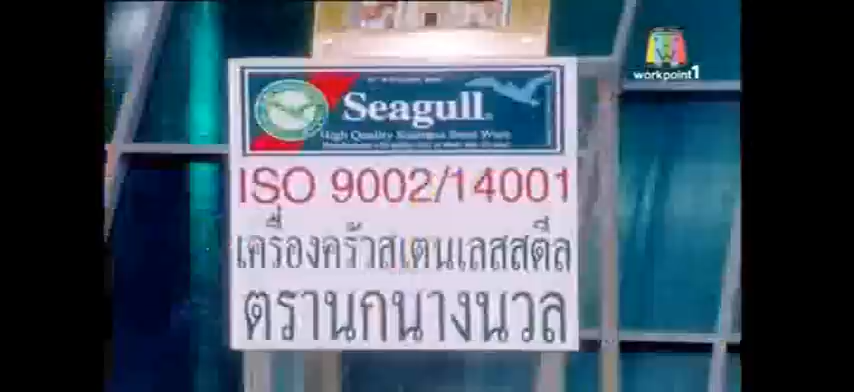 workpoint1
Seagull
High Quality Stainless Steel Ware
ISO 9002/14001
เครื่องครัวสเตนเลสสตีล
ตรานกนางนวล